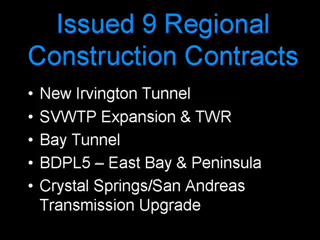 Issued 9 Regional
Construction Contracts
• New Irvington Tunnel
• SVWTP Expansion & TWR
• Bay Tunnel
• BDPL5 – East Bay & Peninsula
• Crystal Springs/San Andreas
Transmission Upgrade